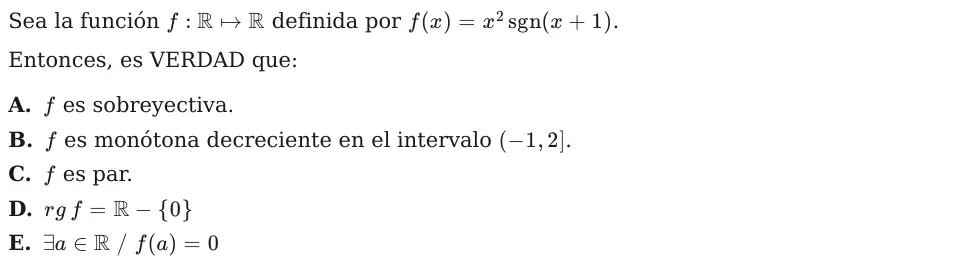 Sea la función f : ℝ ↦ ℝ definida por f(x) = x² sgn(x + 1).
Entonces, es VERDAD que:
A. f es sobreyectiva.
B. f es monótona decreciente en el intervalo (−1, 2].
C. f es par.
D. rg f = ℝ − {0}
E. ∃a ∈ ℝ / f(a) = 0